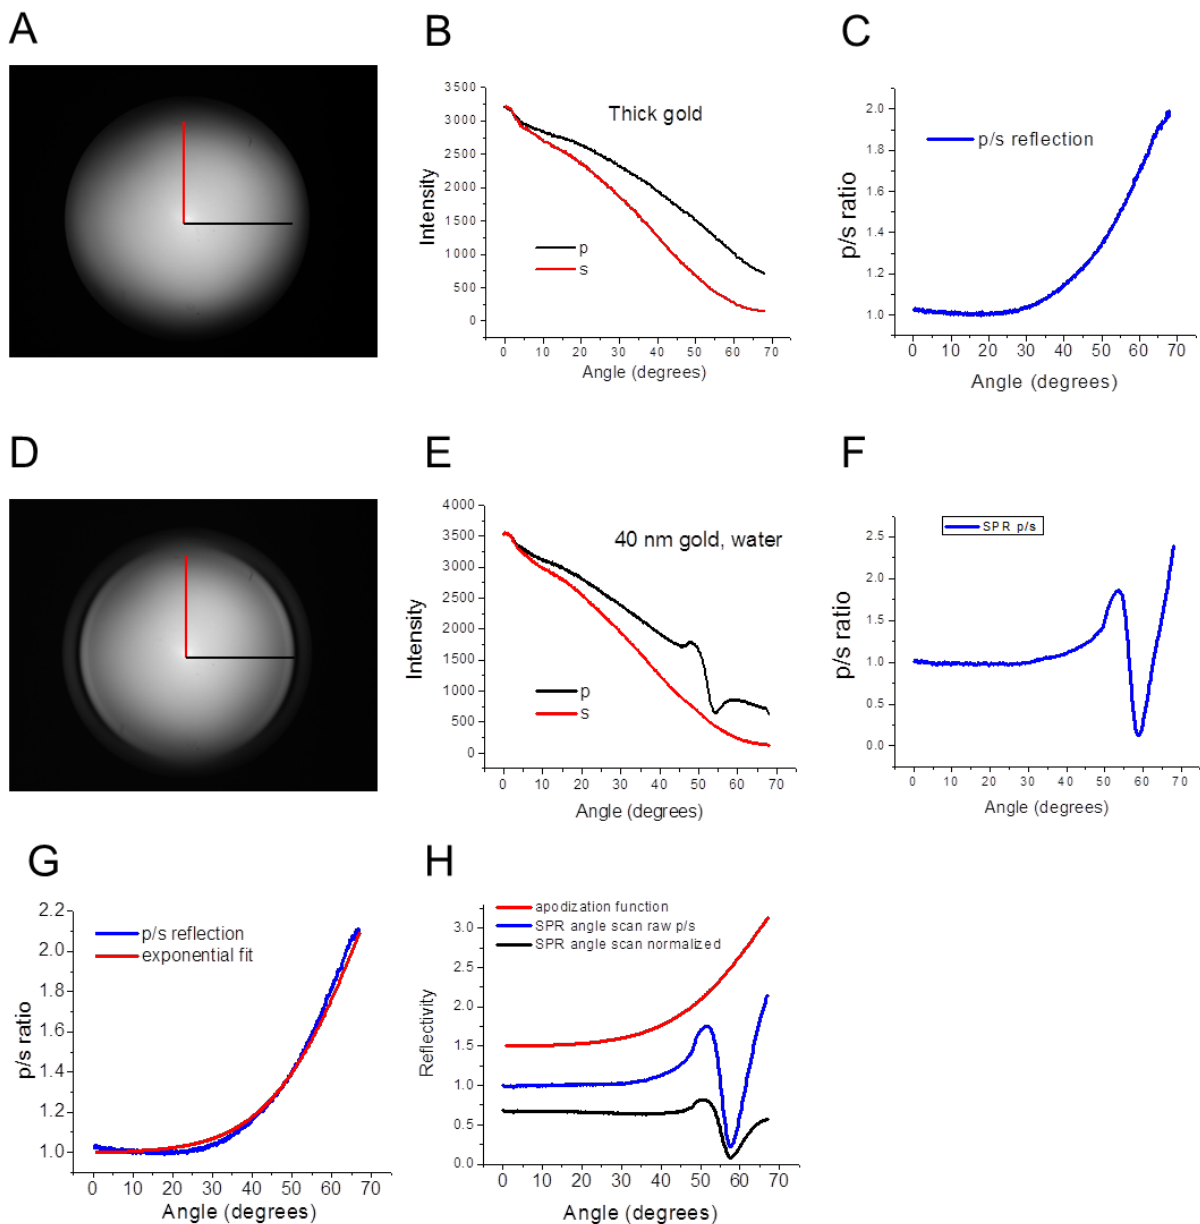 A
B
C
3500
3000
2500
2000
1500
1000
500
0
Intensity
Thick gold
p
s
0 10 20 30 40 50 60 70
Angle (degrees)
2.0
1.8
1.6
1.4
1.2
1.0
p/s ratio
p/s reflection
0 10 20 30 40 50 60 70
Angle (degrees)
D
E
F
4000
3500
3000
2500
2000
1500
1000
500
0
Intensity
40 nm gold, water
p
s
0 10 20 30 40 50 60 70
Angle (degrees)
2.5
2.0
1.5
1.0
0.5
0.0
p/s ratio
SPR p/s
0 10 20 30 40 50 60 70
Angle (degrees)
G
H
2.2
2.0
1.8
1.6
1.4
1.2
1.0
p/s ratio
p/s reflection
exponential fit
0 10 20 30 40 50 60 70
Angle (degrees)
3.0
2.5
2.0
1.5
1.0
0.5
0.0
Reflectivity
apodization function
SPR angle scan raw p/s
SPR angle scan normalized
0 10 20 30 40 50 60 70
Angle (degrees)